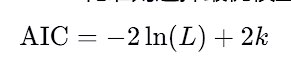 AIC = −2 ln(L) + 2k